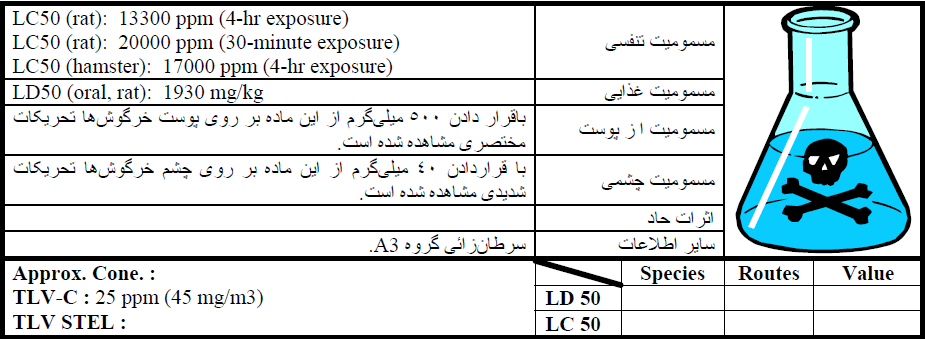 LC50 (rat): 13300 ppm (4-hr exposure)
LC50 (rat): 20000 ppm (30-minute exposure)
LC50 (hamster): 17000 ppm (4-hr exposure)
مسمومیت تنفسی
LD50 (oral, rat): 1930 mg/kg
مسمومیت غذایی
باقرار دادن ٥٠٠ میلی‌گرم از این ماده بر روی پوست خرگوش‌ها تحریکات
مختصری مشاهده شده است.
مسمومیت ا ز پوست
با قراردادن ٤٠ میلی‌گرم از این ماده بر روی چشم خرگوش‌ها تحریکات
شدیدی مشاهده شده است.
مسمومیت چشمی
اثرات حاد
سرطان‌زائی گروه A3.
سایر اطلاعات
Approx. Cone. :
TLV-C : 25 ppm (45 mg/m3)
TLV STEL :
Species Routes Value
LD 50
LC 50